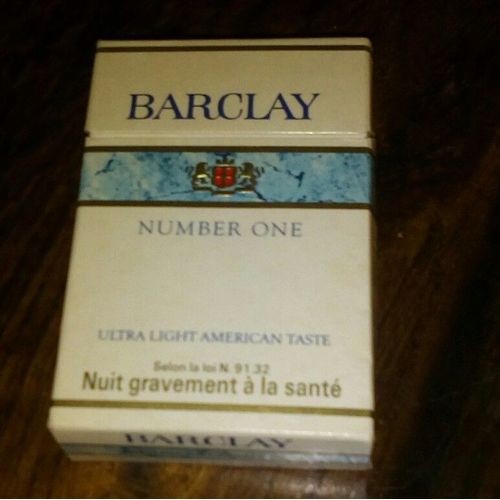 BARCLAY
NUMBER ONE
ULTRA LIGHT AMERICAN TASTE
Selon la loi N. 91.32
Nuit gravement à la santé
BARCLAY